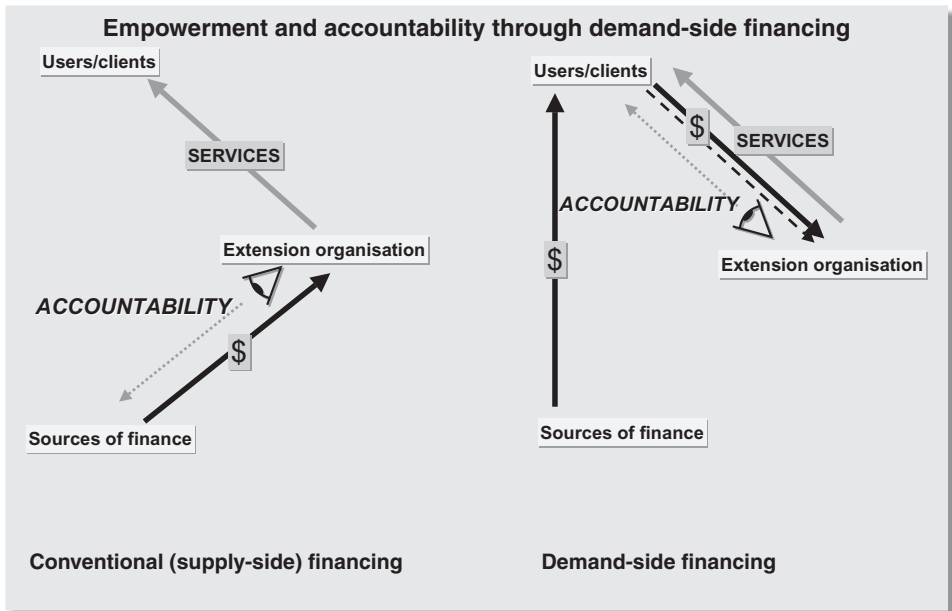 Empowerment and accountability through demand-side financing
Users/clients
SERVICES
Extension organisation
ACCOUNTABILITY
$
Sources of finance
Conventional (supply-side) financing
Users/clients
$
SERVICES
ACCOUNTABILITY
$
Extension organisation
Sources of finance
Demand-side financing